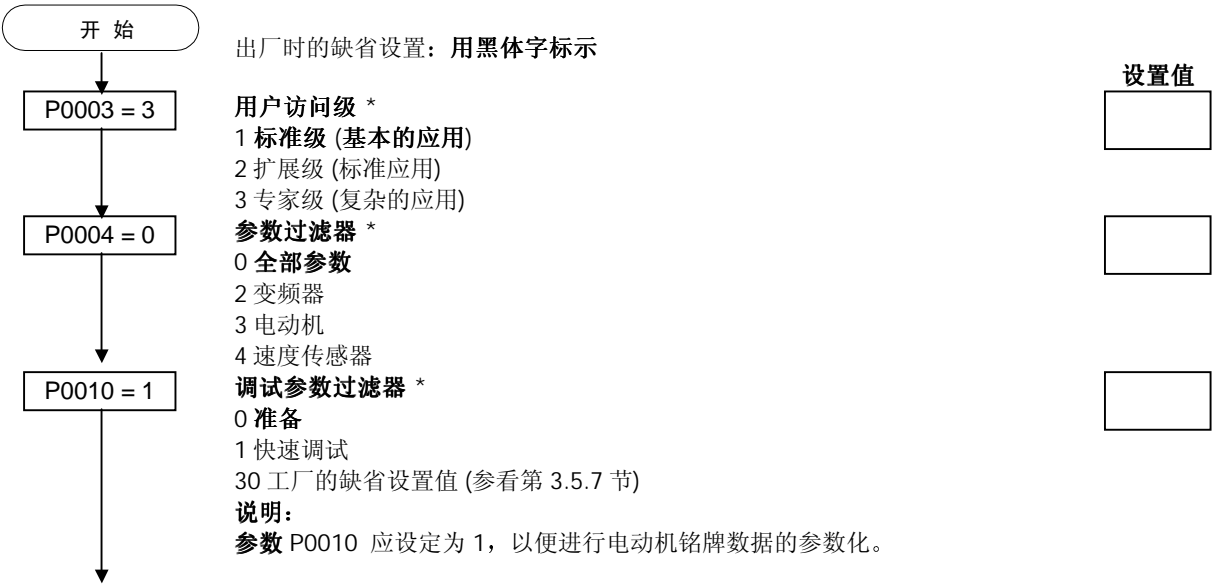 开 始
出厂时的缺省设置：用黑体字标示
设置值
P0003 = 3
用户访问级 *
1 标准级 (基本的应用)
2 扩展级 (标准应用)
3 专家级 (复杂的应用)
P0004 = 0
参数过滤器 *
0 全部参数
2 变频器
3 电动机
4 速度传感器
P0010 = 1
调试参数过滤器 *
0 准备
1 快速调试
30 工厂的缺省设置值 (参看第 3.5.7 节)
说明：
参数 P0010 应设定为 1，以便进行电动机铭牌数据的参数化。